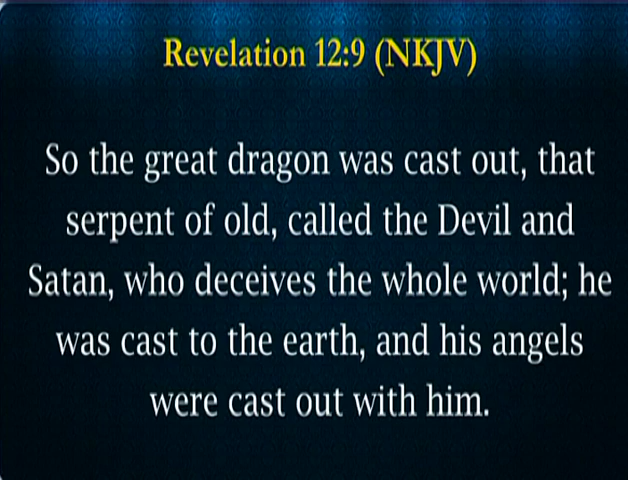 Revelation 12:9 (NKJV)
So the great dragon was cast out, that
serpent of old, called the Devil and
Satan, who deceives the whole world; he
was cast to the earth, and his angels
were cast out with him.